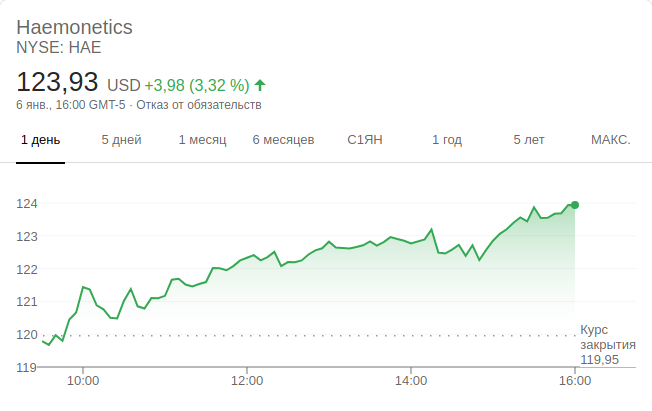 Haemonetics
NYSE: HAE
123,93 USD +3,98 (3,32 %)
6 янв., 16:00 GMT-5 · Отказ от обязательств
1 день 5 дней 1 месяц 6 месяцев С1ЯН 1 год 5 лет МАКС.
124
123
122
121
120
119
Курс
закрытия
119,95
10:00 12:00 14:00 16:00